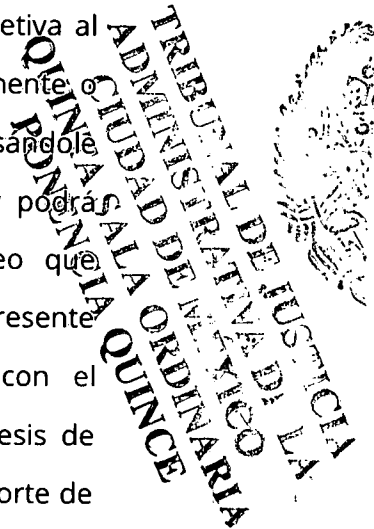 etiva al
mente o
sándole
podrá
eo que
resente
con el
esis de
orte de
TRIBUNAL DE JUSTICIA
ADMINISTRATIVA DE LA
CIUDAD DE MÉXICO
QUINTA SALA ORDINARIA
PONENCIA QUINCE